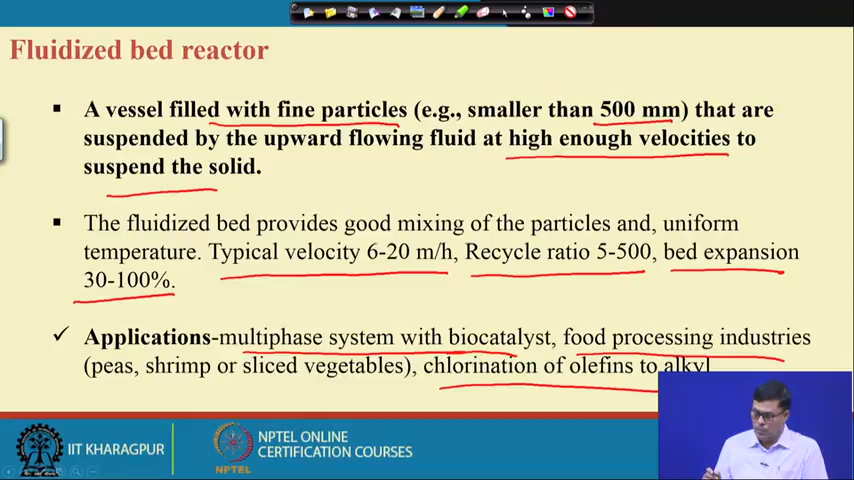 Fluidized bed reactor
▪ A vessel filled with fine particles (e.g., smaller than 500 mm) that are
suspended by the upward flowing fluid at high enough velocities to
suspend the solid.
▪ The fluidized bed provides good mixing of the particles and, uniform
temperature. Typical velocity 6-20 m/h, Recycle ratio 5-500, bed expansion
30-100%.
✓ Applications-multiphase system with biocatalyst, food processing industries
(peas, shrimp or sliced vegetables), chlorination of olefins to alkyl
IIT KHARAGPUR
NPTEL
NPTEL ONLINE
CERTIFICATION COURSES